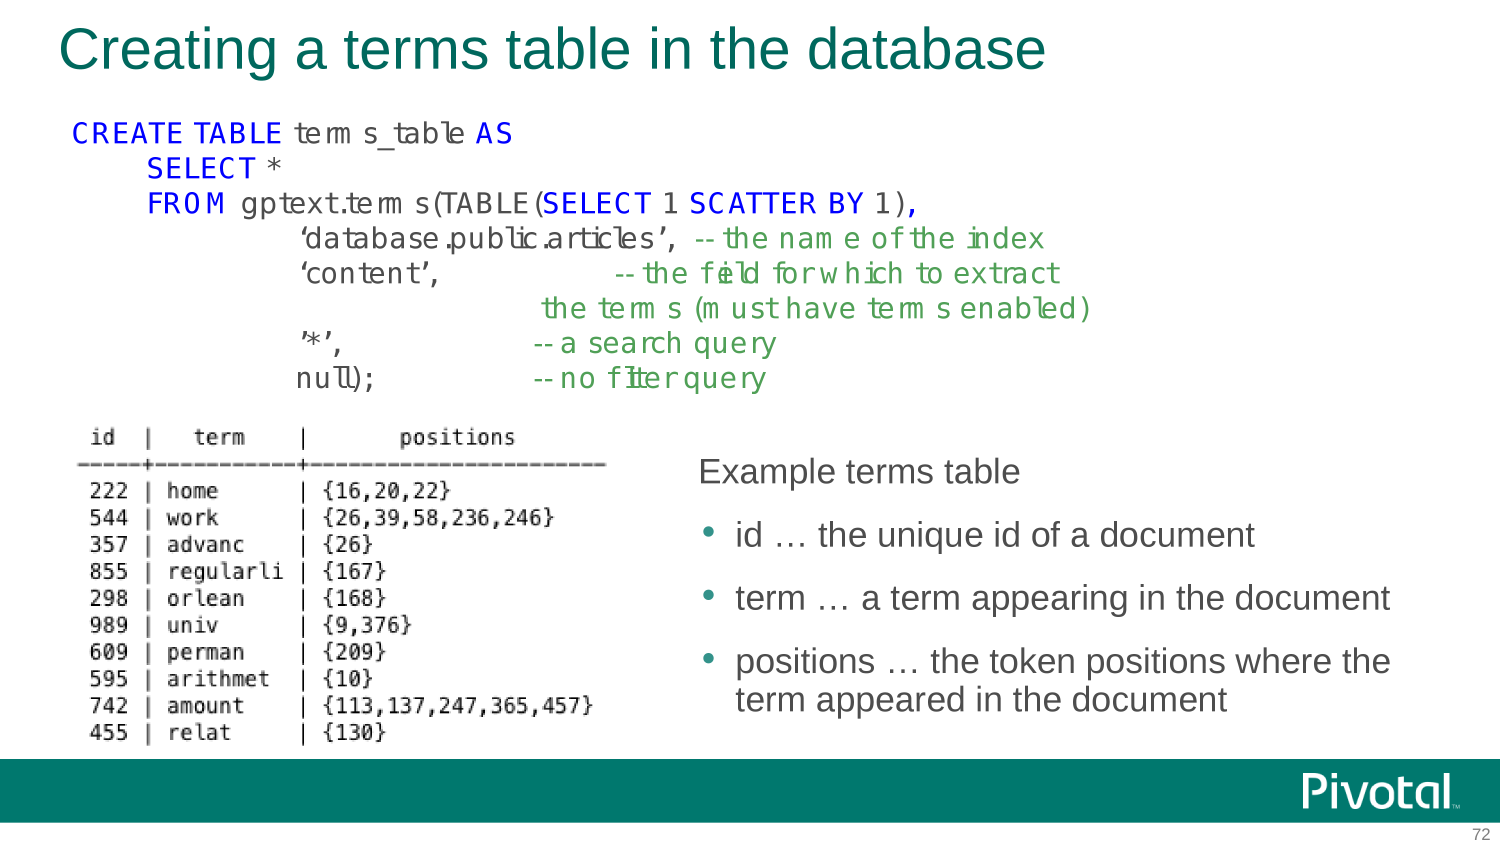 Creating a terms table in the database
CREATE TABLE terms_table AS
SELECT *
FROM gptext.terms(TABLE(SELECT 1 SCATTER BY 1),
‘database.public.articles’, -- the name of the index
‘content’, -- the field for which to extract
the terms (must have terms enabled)
’*’, -- a search query
null); -- no filter query
id | term | positions
-----+-----------+-----------------------
222 | home | {16,20,22}
544 | work | {26,39,58,236,246}
357 | advanc | {26}
855 | regularli | {167}
298 | orlean | {168}
989 | univ | {9,376}
609 | perman | {209}
595 | arithmet | {10}
742 | amount | {113,137,247,365,457}
455 | relat | {130}
Example terms table
• id … the unique id of a document
• term … a term appearing in the document
• positions … the token positions where the
term appeared in the document
Pivotal™
72